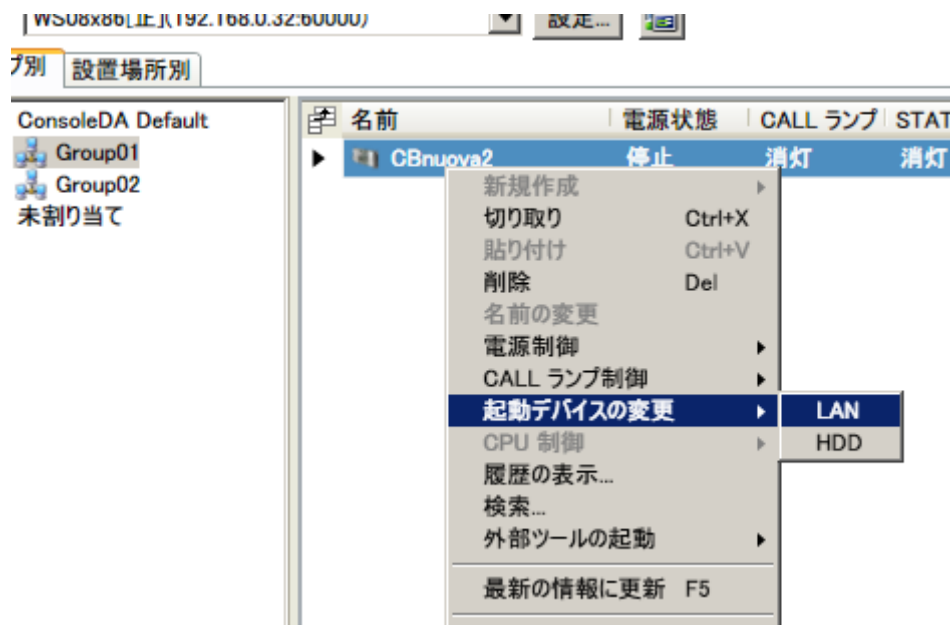 WS08x86[正](192.168.0.32:60000) 設定...
プ別 設置場所別
ConsoleDA Default
Group01
Group02
未割り当て
名前 電源状態 CALL ランプ STAT
CBnuova2 停止 消灯 消灯
新規作成
切り取り Ctrl+X
貼り付け Ctrl+V
削除 Del
名前の変更
電源制御
CALL ランプ制御
起動デバイスの変更
CPU 制御
履歴の表示...
検索...
外部ツールの起動
最新の情報に更新 F5
LAN
HDD